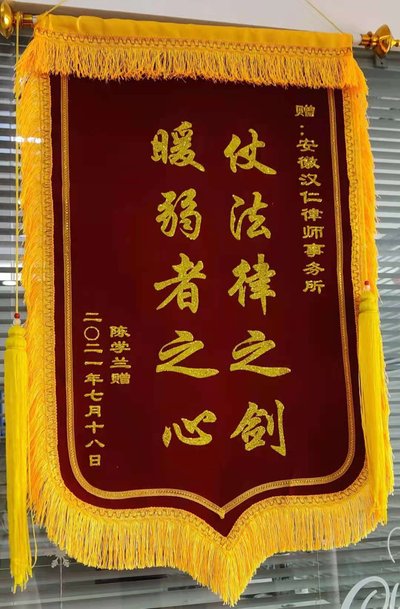 赠：安徽汉仁律师事务所
仗法律之剑
暖弱者之心
陈学兰赠
二〇二一年七月十八日